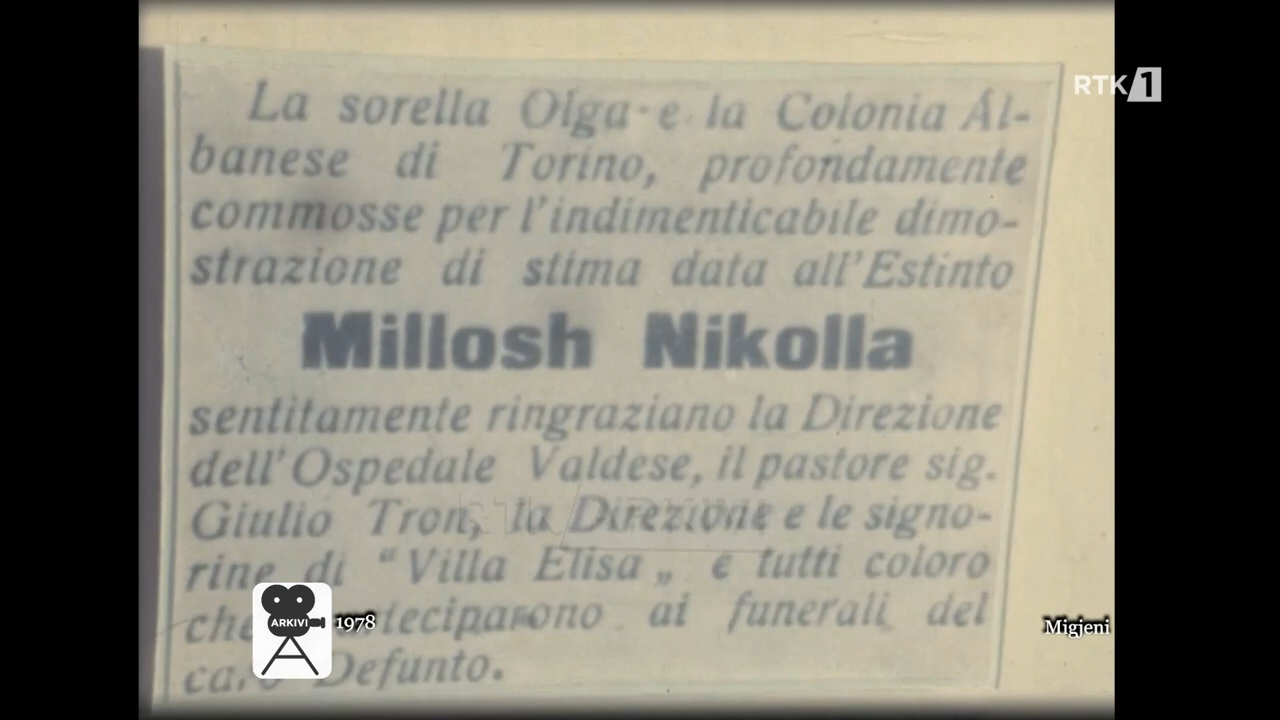 RTK 1
La sorella Olga e la Colonia Al-
banese di Torino, profondamente
commosse per l'indimenticabile dimo-
strazione di stima data all'Estinto
Millosh Nikolla
sentitamente ringraziano la Direzione
dell'Ospedale Valdese, il pastore sig.
Giulio Tron, la Direzione e le signo-
rine di "Villa Elisa„ e tutti coloro
ai funerali del
Defunto.
ARKIVI
1978
Migjeni